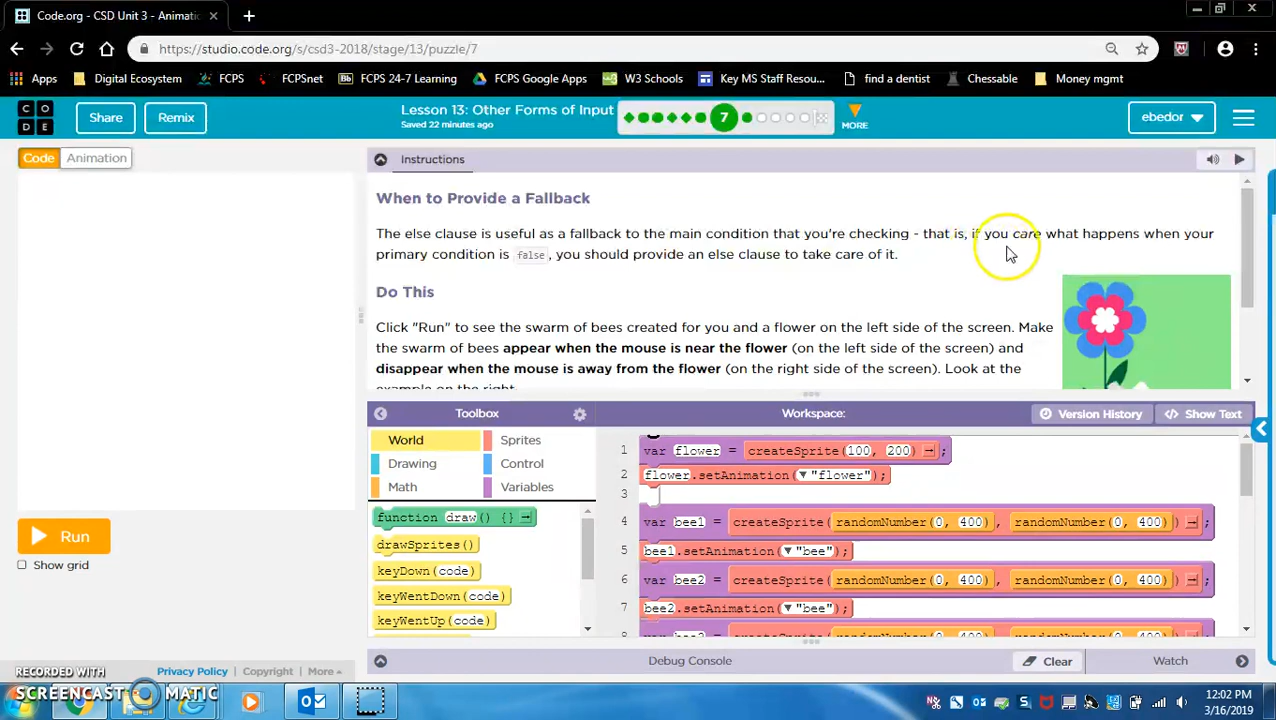 Code.org - CSD Unit 3 - Animatio
https://studio.code.org/s/csd3-2018/stage/13/puzzle/7
Apps
Digital Ecosystem
FCPS
FCPSnet
Bb FCPS 24-7 Learning
FCPS Google Apps
W3 Schools
Key MS Staff Resou...
find a dentist
Chessable
Money mgmt
C O
D E
Share
Remix
Lesson 13: Other Forms of Input
Saved 22 minutes ago
7
MORE
ebedor
Code
Animation
Instructions
When to Provide a Fallback
The else clause is useful as a fallback to the main condition that you're checking - that is, if you care what happens when your
primary condition is false, you should provide an else clause to take care of it.
Do This
Click "Run" to see the swarm of bees created for you and a flower on the left side of the screen. Make
the swarm of bees appear when the mouse is near the flower (on the left side of the screen) and
disappear when the mouse is away from the flower (on the right side of the screen). Look at the
example on the right.
Toolbox
Workspace:
Version History
</> Show Text
World
Sprites
Drawing
Control
Math
Variables
function draw() {}
drawSprites()
keyDown(code)
keyWentDown(code)
keyWentUp(code)
1 var flower = createSprite(100, 200);
2 flower.setAnimation("flower");
3
4 var bee1 = createSprite(randomNumber(0, 400), randomNumber(0, 400));
5 bee1.setAnimation("bee");
6 var bee2 = createSprite(randomNumber(0, 400), randomNumber(0, 400));
7 bee2.setAnimation("bee");
Run
Show grid
Privacy Policy | Copyright | More
Debug Console
Clear
Watch
RECORDED WITH
SCREENCAST MATIC
12:02 PM
3/16/2019